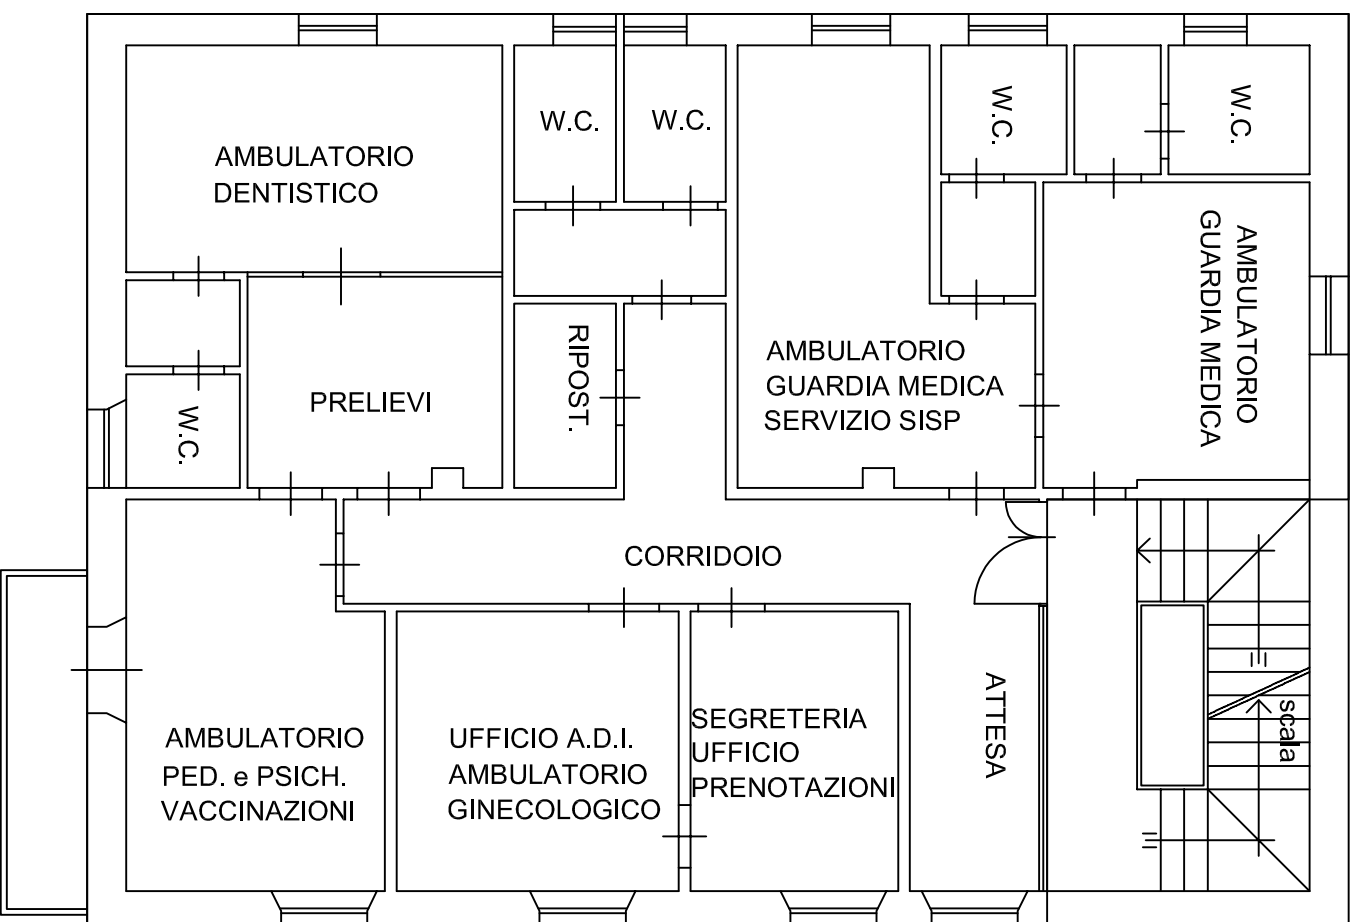 W.C.
W.C.
W.C.
W.C.
AMBULATORIO
DENTISTICO
AMBULATORIO
GUARDIA MEDICA
PRELIEVI
RIPOST.
AMBULATORIO
GUARDIA MEDICA
SERVIZIO SISP
W.C.
CORRIDOIO
AMBULATORIO
PED. e PSICH.
VACCINAZIONI
UFFICIO A.D.I.
AMBULATORIO
GINECOLOGICO
SEGRETERIA
UFFICIO
PRENOTAZIONI
ATTESA
scala